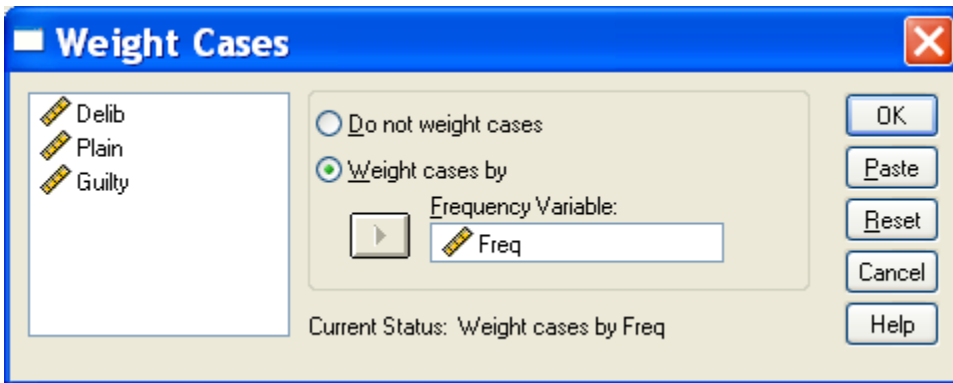 Weight Cases
Delib
Plain
Guilty
Do not weight cases
Weight cases by
Frequency Variable:
Freq
Current Status: Weight cases by Freq
OK
Paste
Reset
Cancel
Help